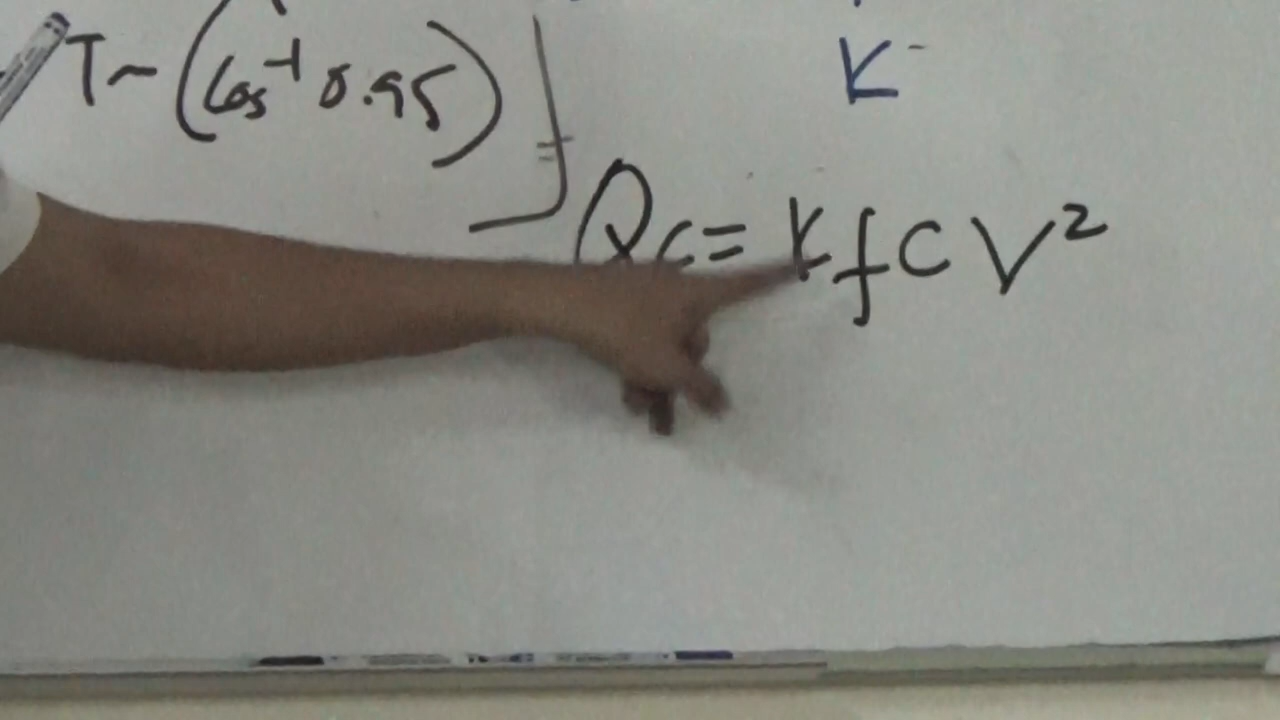 T~(Cos⁻¹ 0.95)]
K
Qc = KfCV²